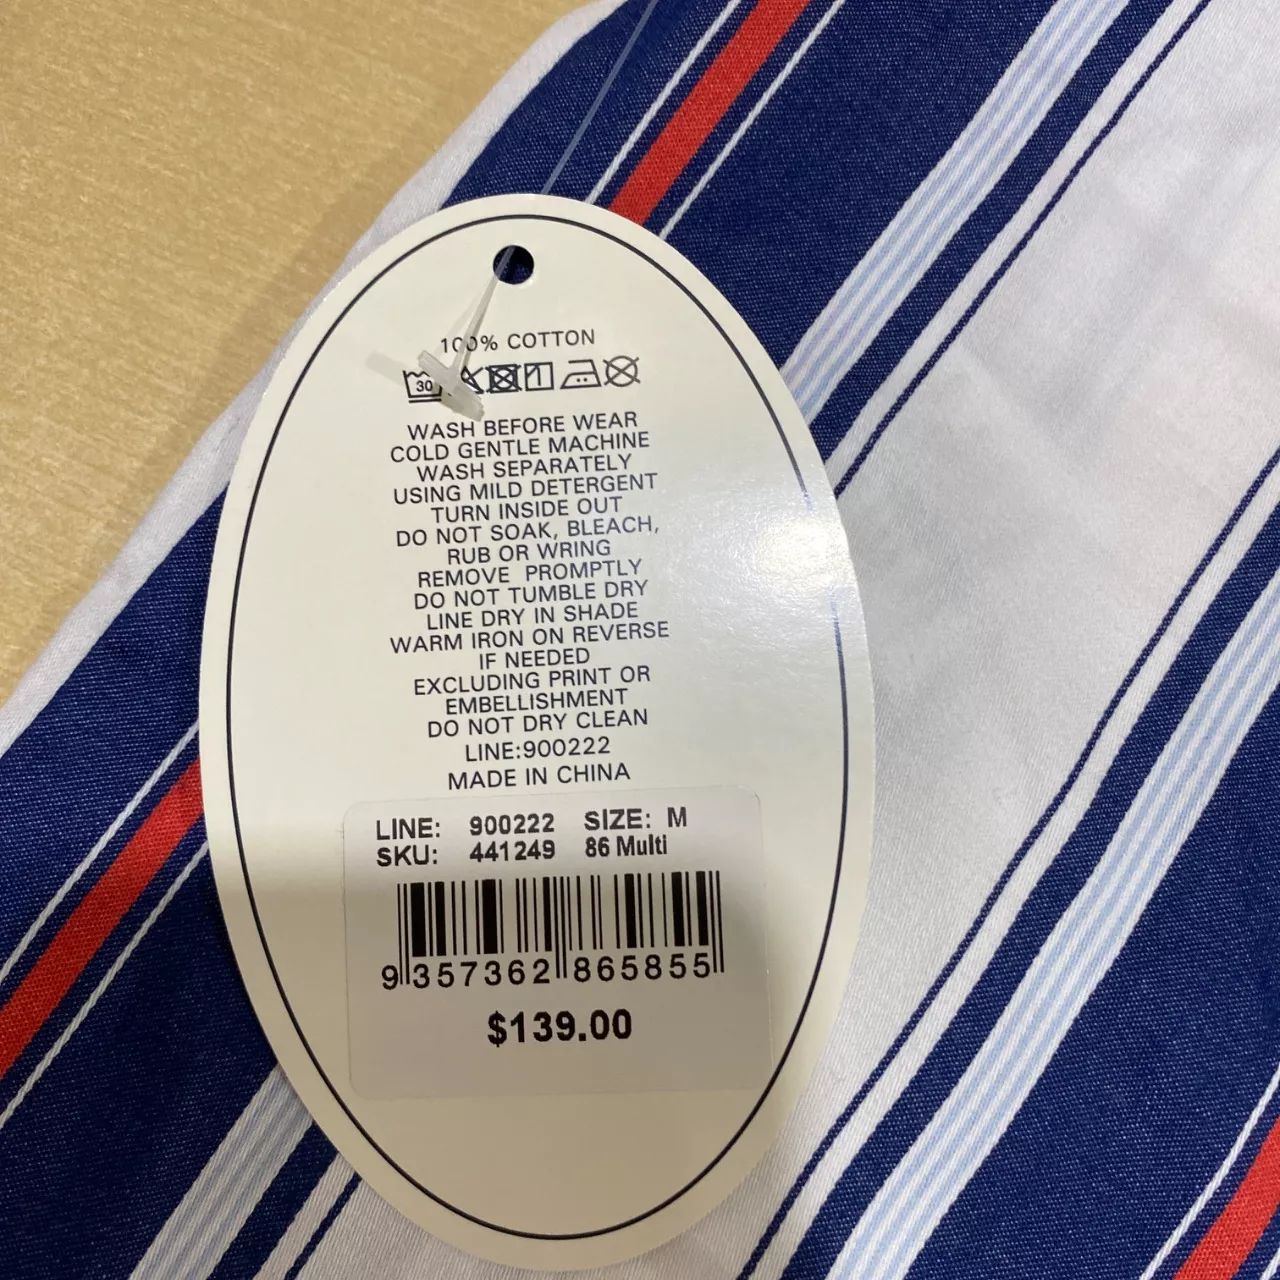 100% COTTON
30
WASH BEFORE WEAR
COLD GENTLE MACHINE
WASH SEPARATELY
USING MILD DETERGENT
TURN INSIDE OUT
DO NOT SOAK, BLEACH,
RUB OR WRING
REMOVE PROMPTLY
DO NOT TUMBLE DRY
LINE DRY IN SHADE
WARM IRON ON REVERSE
IF NEEDED
EXCLUDING PRINT OR
EMBELLISHMENT
DO NOT DRY CLEAN
LINE:900222
MADE IN CHINA
LINE: 900222 SIZE: M
SKU: 441249 86 Multi
9 357362 865855
$139.00